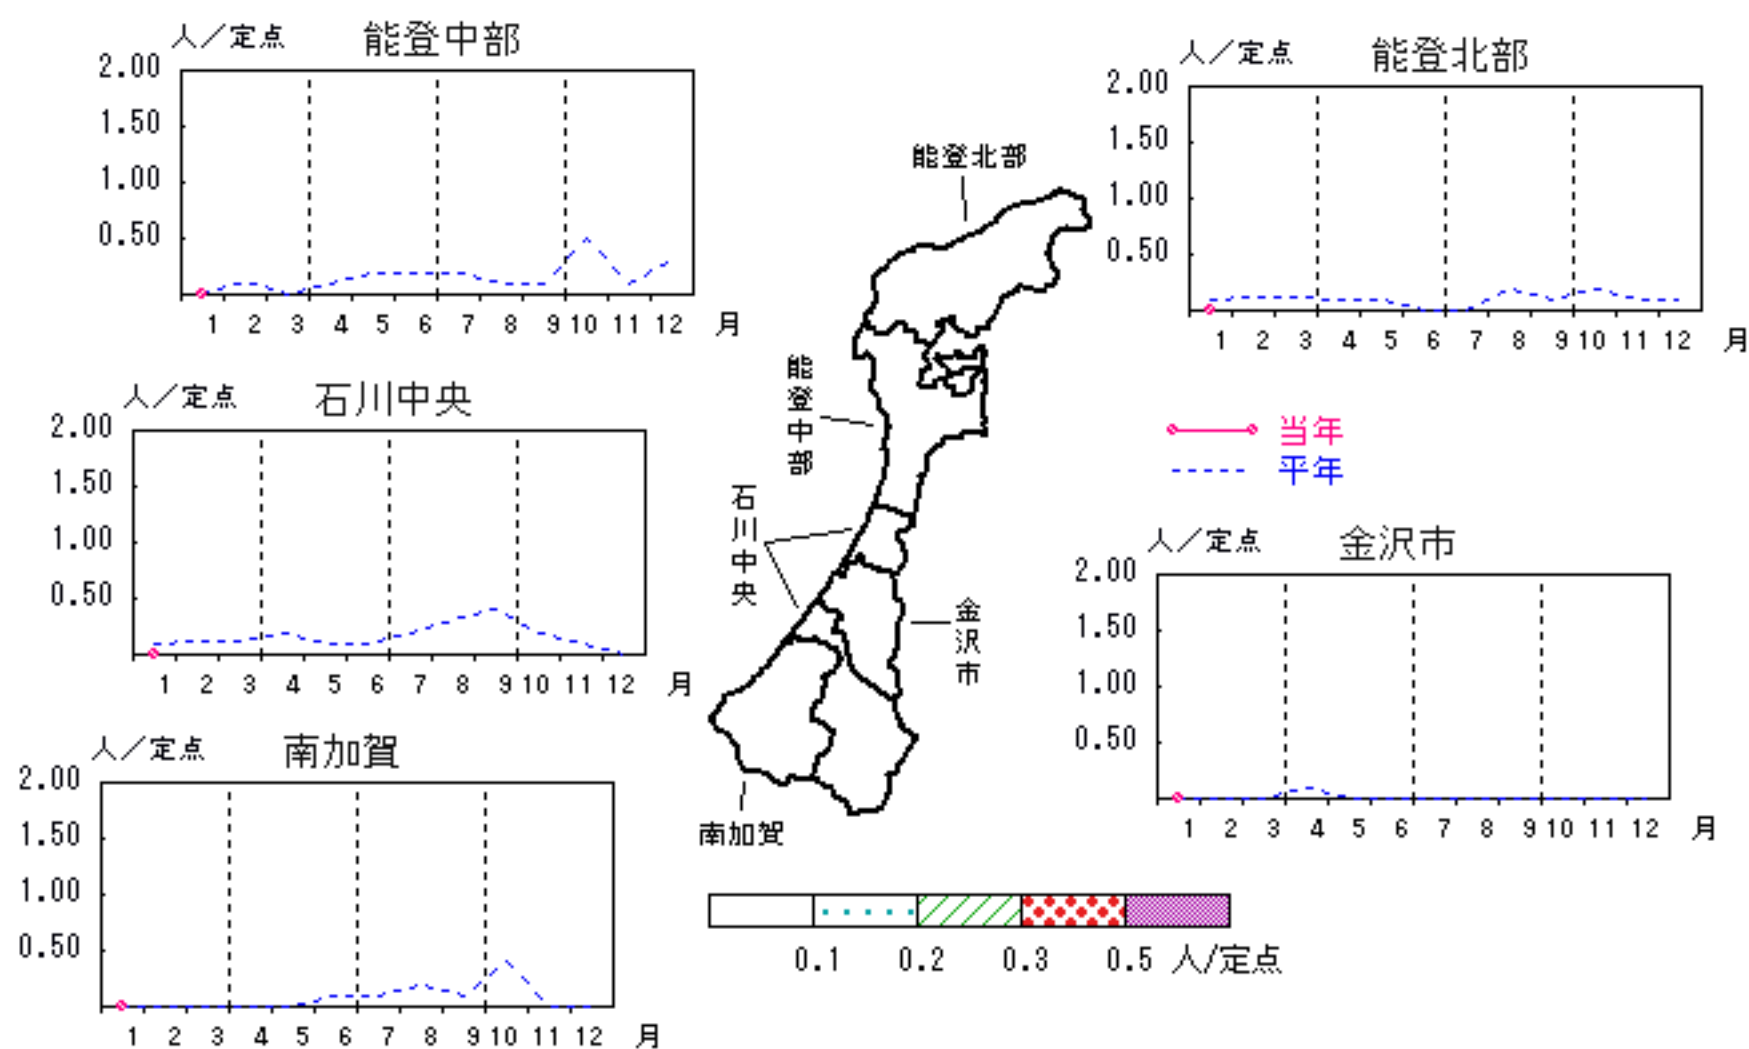 人／定点 能登中部
2.00
1.50
1.00
0.50
1 2 3 4 5 6 7 8 9 10 11 12 月
人／定点 能登北部
2.00
1.50
1.00
0.50
1 2 3 4 5 6 7 8 9 10 11 12 月
能登北部
能登中部
石川中央
金沢市
南加賀
人／定点 石川中央
2.00
1.50
1.00
0.50
1 2 3 4 5 6 7 8 9 10 11 12 月
当年
平年
人／定点 金沢市
2.00
1.50
1.00
0.50
1 2 3 4 5 6 7 8 9 10 11 12 月
人／定点 南加賀
2.00
1.50
1.00
0.50
1 2 3 4 5 6 7 8 9 10 11 12 月
0.1 0.2 0.3 0.5 人/定点